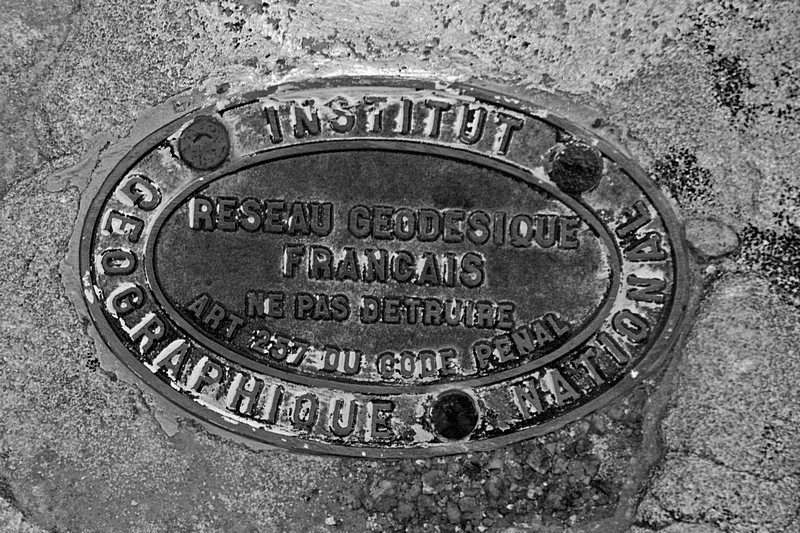 INSTITUT
GEOGRAPHIQUE
NATIONAL
RESEAU GEODESIQUE
FRANCAIS
NE PAS DETRUIRE
ART 257 DU CODE PENAL